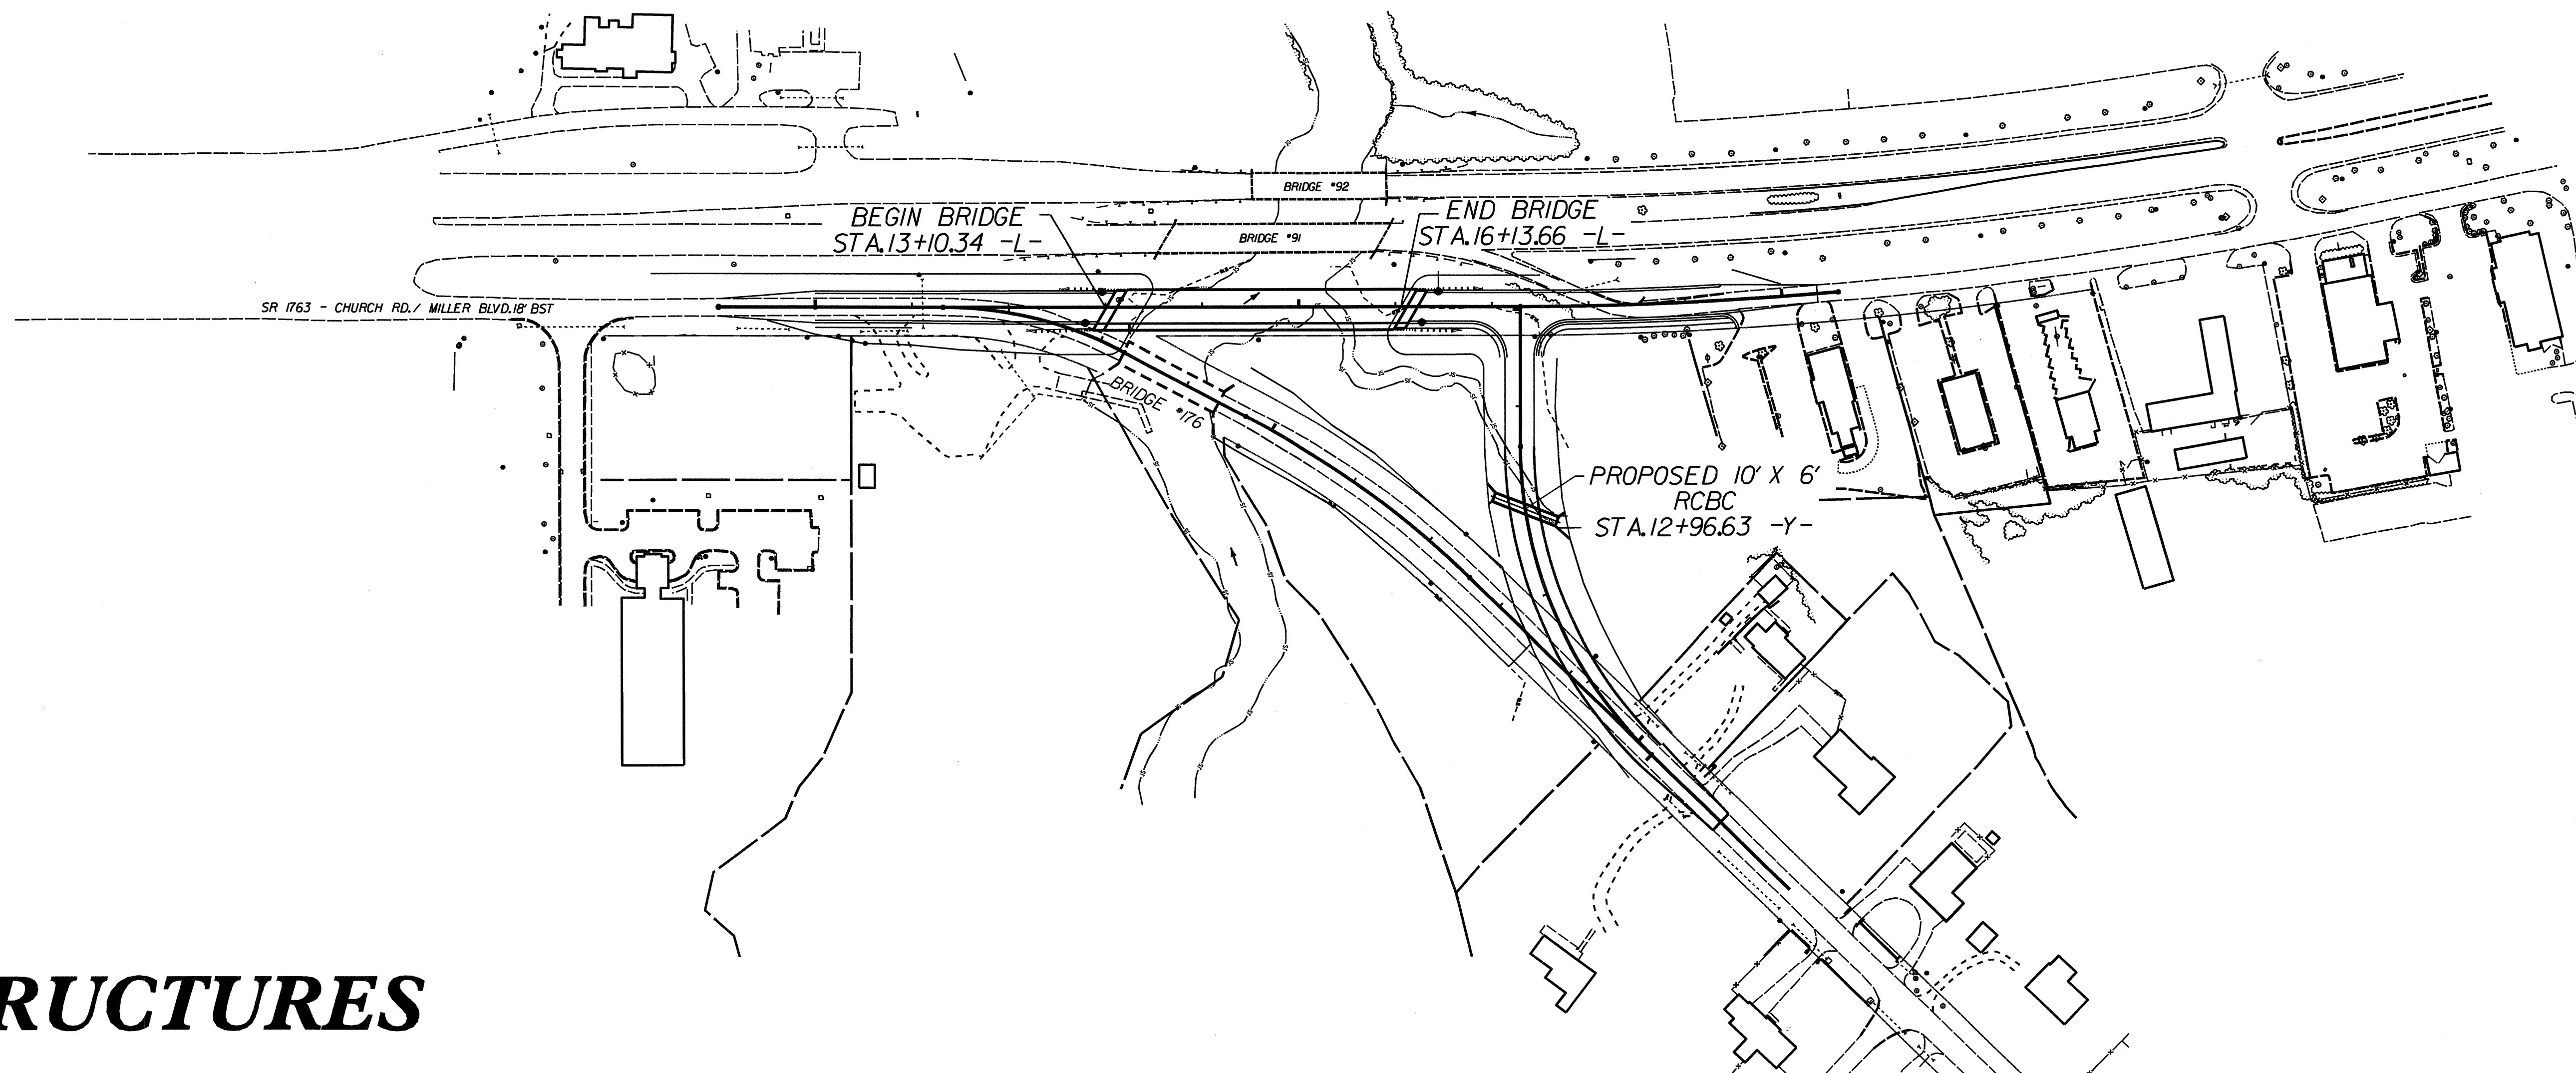 BRIDGE #92
BEGIN BRIDGE
STA.13+10.34 -L-
END BRIDGE
STA.16+13.66 -L-
BRIDGE #91
SR 1763 - CHURCH RD./ MILLER BLVD.18' BST
BRIDGE #176
PROPOSED 10' X 6'
RCBC
STA.12+96.63 -Y-
RUCTURES